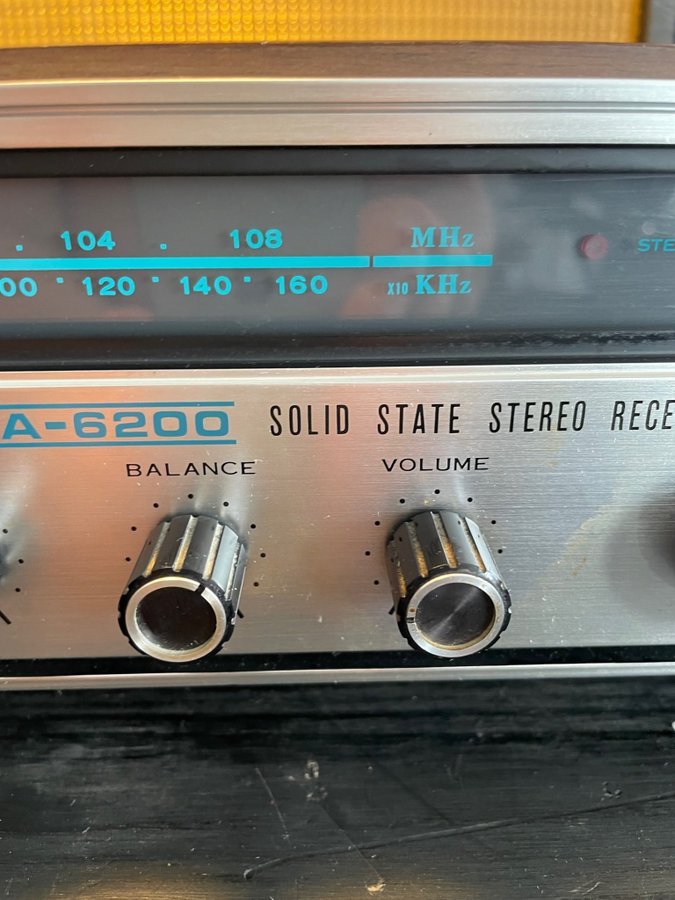 . 104 . 108 MHz
00 · 120 · 140 · 160 X10 KHz
STE
A-6200 SOLID STATE STEREO RECE
BALANCE VOLUME